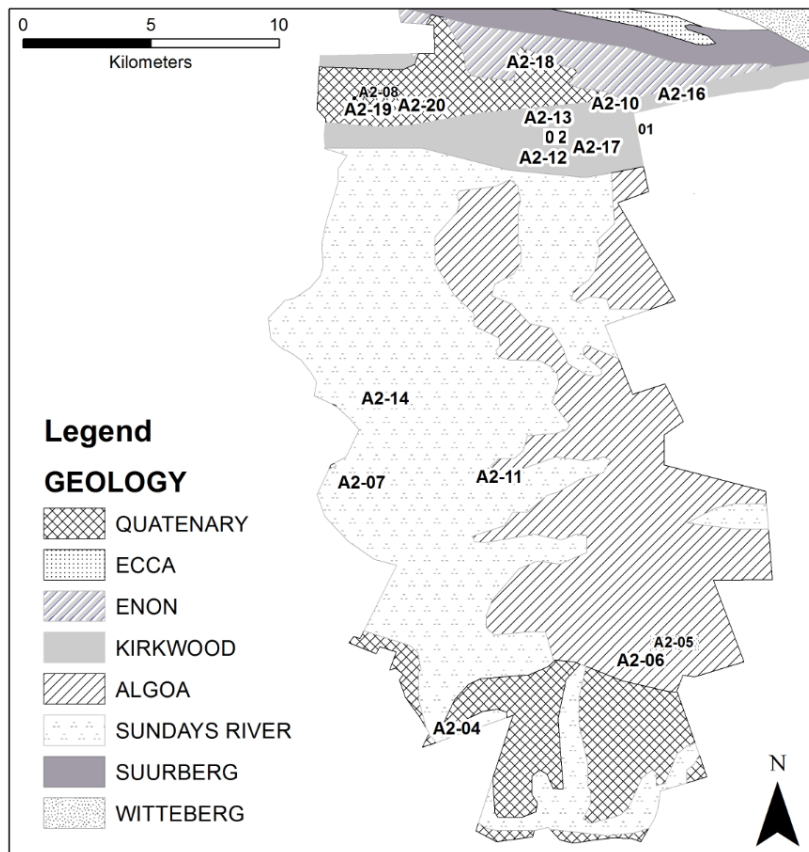 0 5 10
Kilometers
A2-18
A2-08
A2-19 A2-20
A2-16
A2-10
A2-13
01
02
A2-17
A2-12
A2-14
A2-11
A2-07
A2-05
A2-06
A2-04
Legend
GEOLOGY
QUATENARY
ECCA
ENON
KIRKWOOD
ALGOA
SUNDAYS RIVER
SUURBERG
WITTEBERG
N